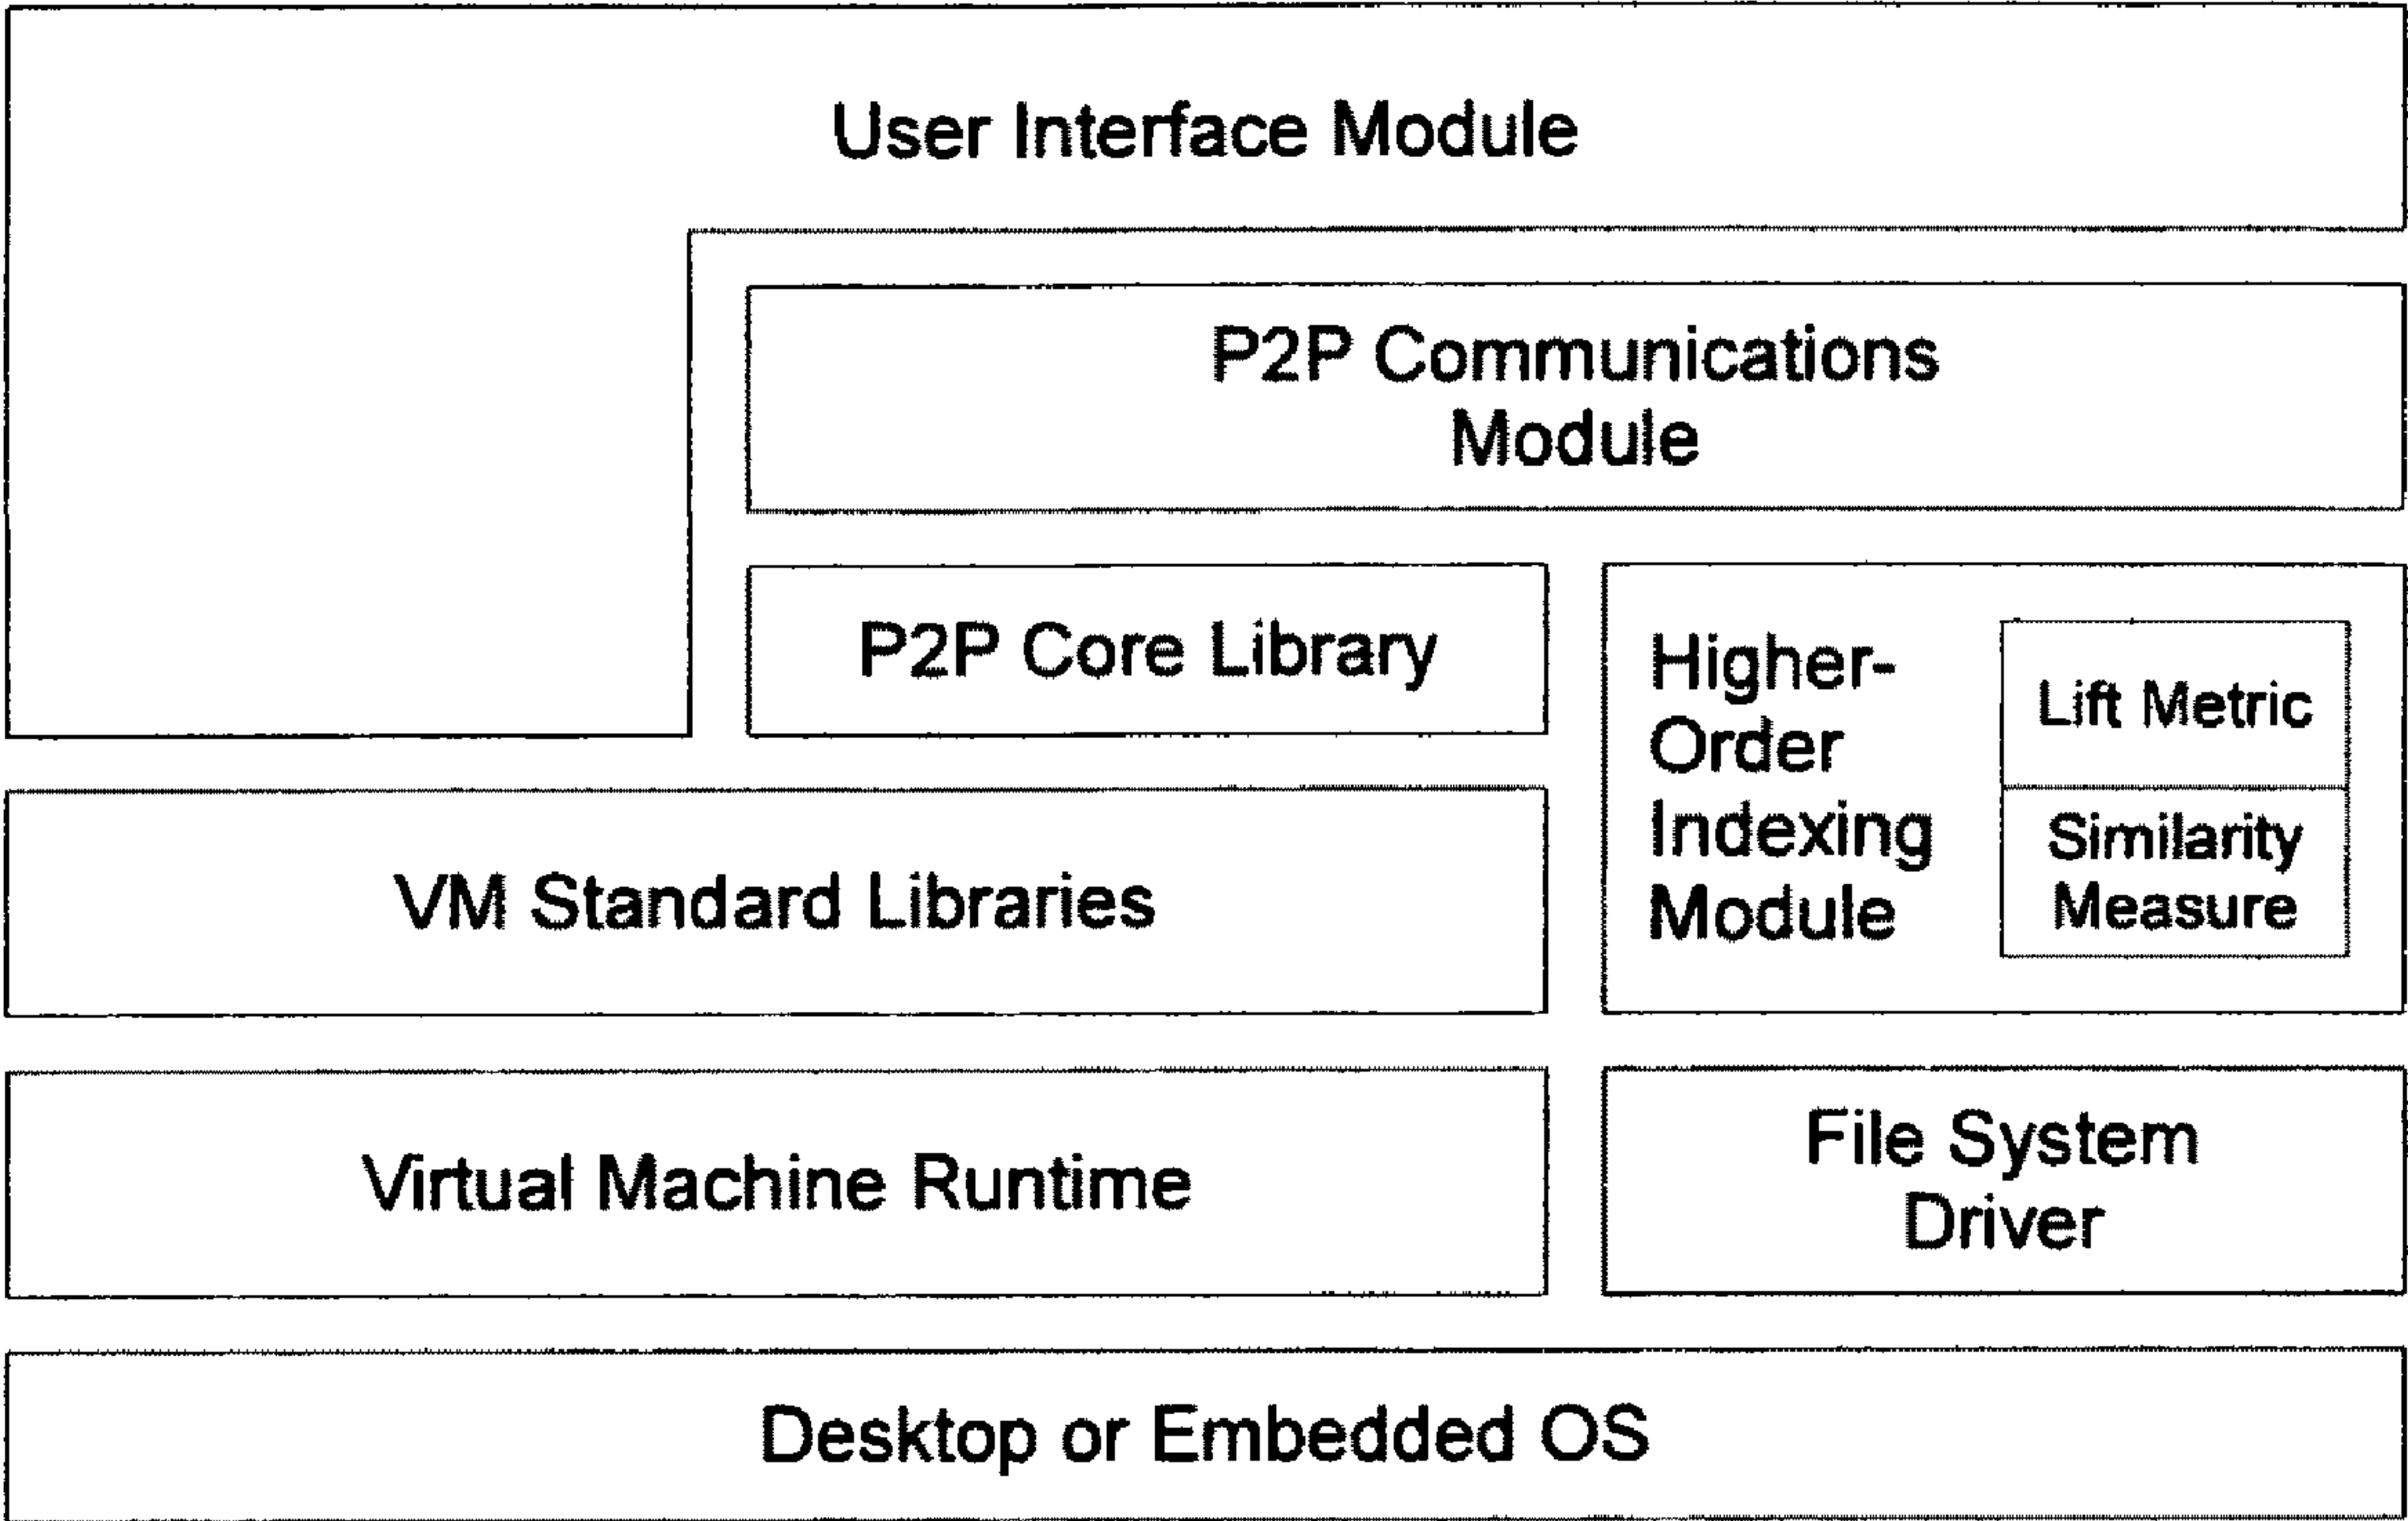 User Interface Module
P2P Communications
Module
P2P Core Library
Higher-
Order
Indexing
Module
Lift Metric
Similarity
Measure
VM Standard Libraries
Virtual Machine Runtime
File System
Driver
Desktop or Embedded OS